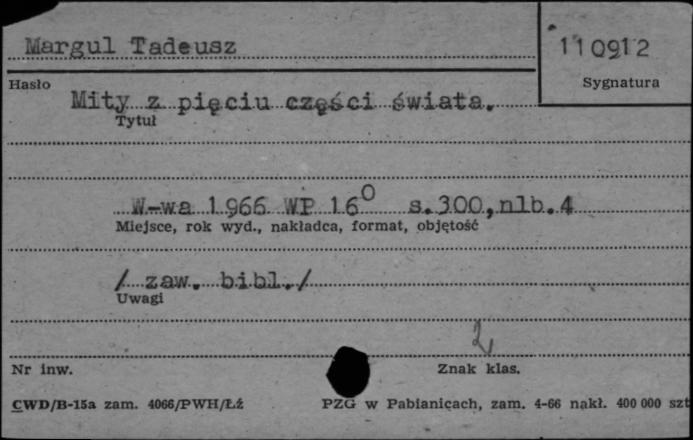 Margul Tadeusz
110912
Hasło
Sygnatura
Mity z pięciu części świata.
Tytuł
W-wa 1966 WP 16⁰ s.300,nlb.4
Miejsce, rok wyd., nakładca, format, objętość
/ zaw. bibl./
Uwagi
2
Nr inw.
Znak klas.
CWD/B-15a zam. 4066/PWH/Łź
PZG w Pabianicach, zam. 4-66 nakł. 400 000 szt